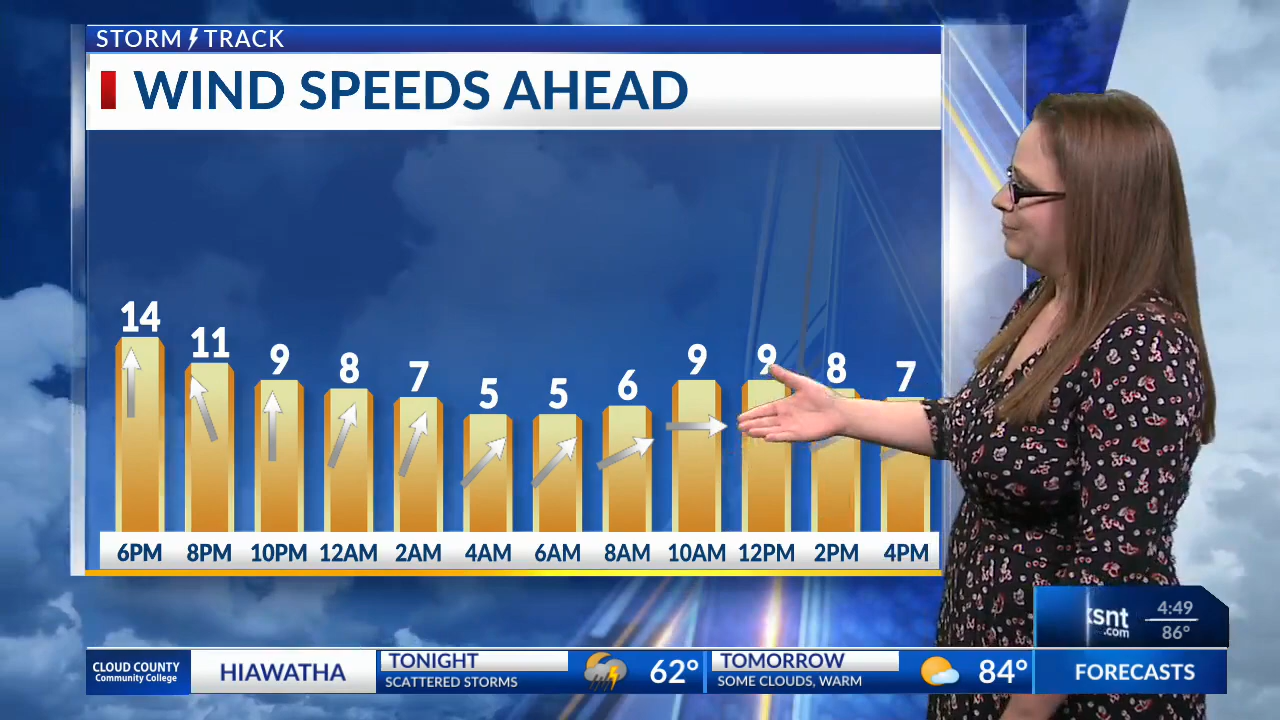 STORM TRACK
WIND SPEEDS AHEAD
14 11 9 8 7 5 5 6 9 9 8 7
6PM 8PM 10PM 12AM 2AM 4AM 6AM 8AM 10AM 12PM 2PM 4PM
ksnt
.com
4:49
86°
CLOUD COUNTY
Community College
HIAWATHA
TONIGHT
SCATTERED STORMS
62°
TOMORROW
SOME CLOUDS, WARM
84°
FORECASTS